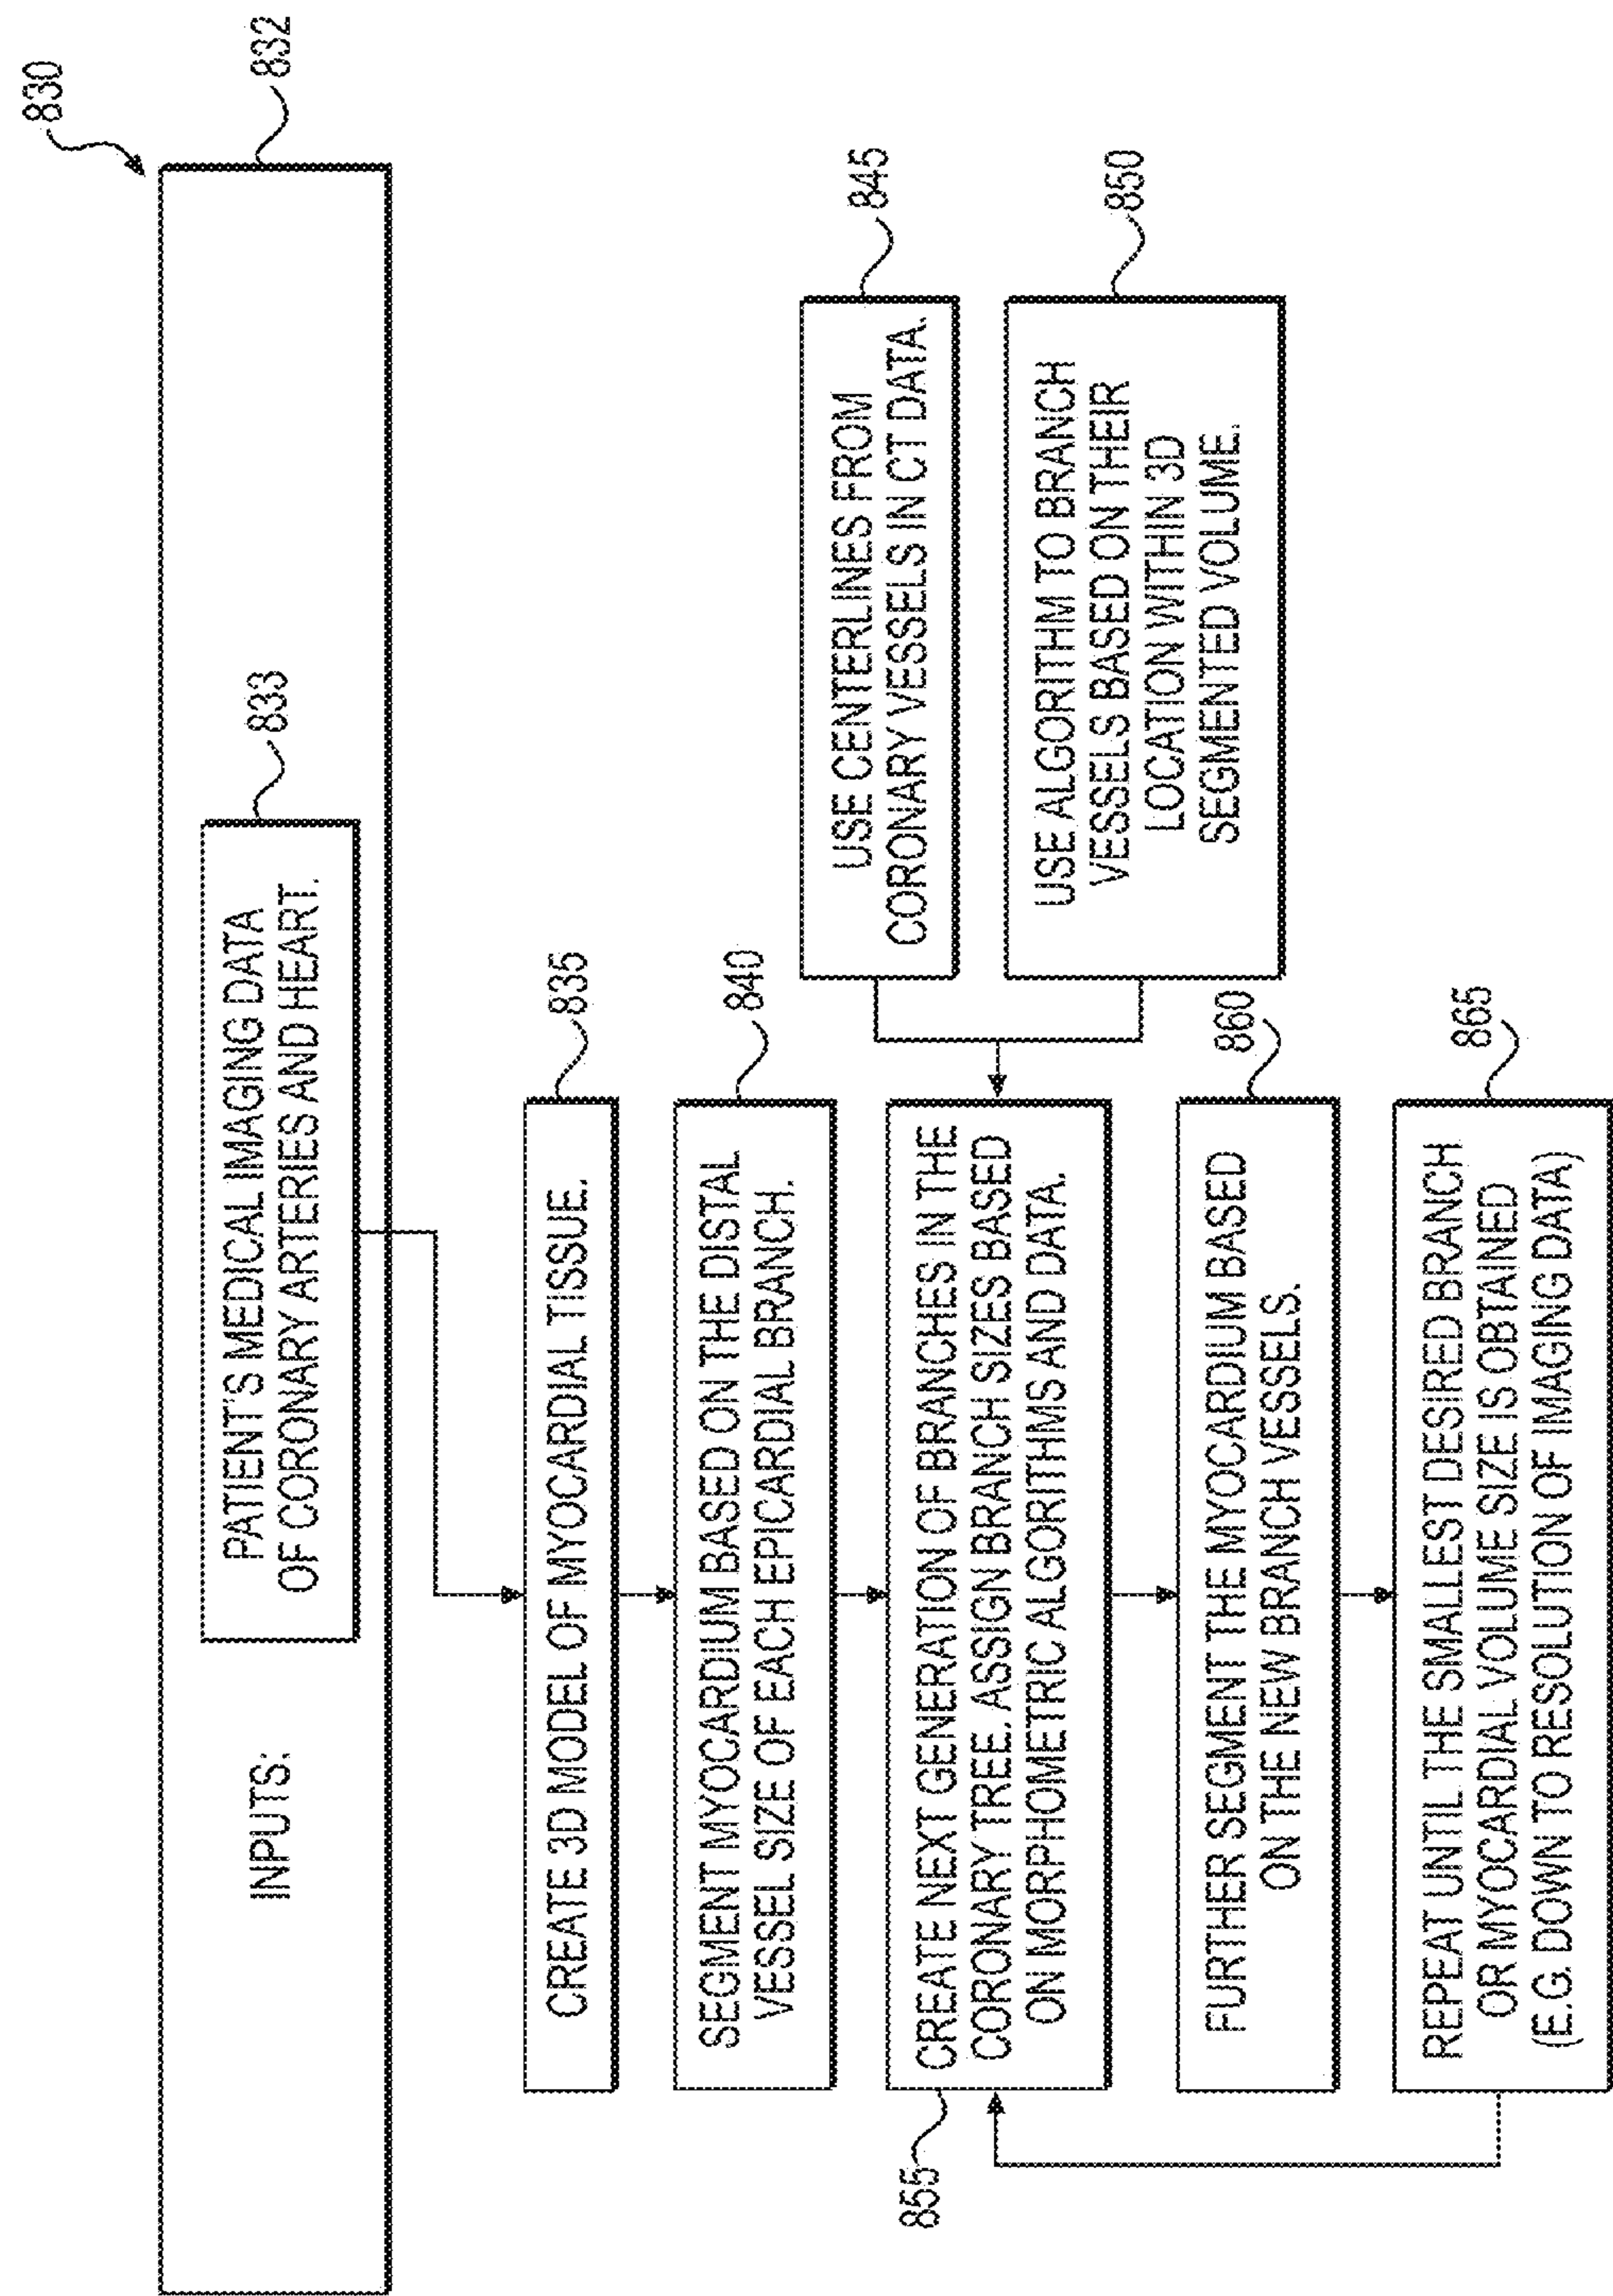 830
832
INPUTS:
833
PATIENT'S MEDICAL IMAGING DATA
OF CORONARY ARTERIES AND HEART.
835
CREATE 3D MODEL OF MYOCARDIAL TISSUE.
840
SEGMENT MYOCARDIUM BASED ON THE DISTAL
VESSEL SIZE OF EACH EPICARDIAL BRANCH.
845
USE CENTERLINES FROM
CORONARY VESSELS IN CT DATA.
850
USE ALGORITHM TO BRANCH
VESSELS BASED ON THEIR
LOCATION WITHIN 3D
SEGMENTED VOLUME.
855
CREATE NEXT GENERATION OF BRANCHES IN THE
CORONARY TREE. ASSIGN BRANCH SIZES BASED
ON MORPHOMETRIC ALGORITHMS AND DATA.
860
FURTHER SEGMENT THE MYOCARDIUM BASED
ON THE NEW BRANCH VESSELS.
865
REPEAT UNTIL THE SMALLEST DESIRED BRANCH
OR MYOCARDIAL VOLUME SIZE IS OBTAINED
(E.G. DOWN TO RESOLUTION OF IMAGING DATA)